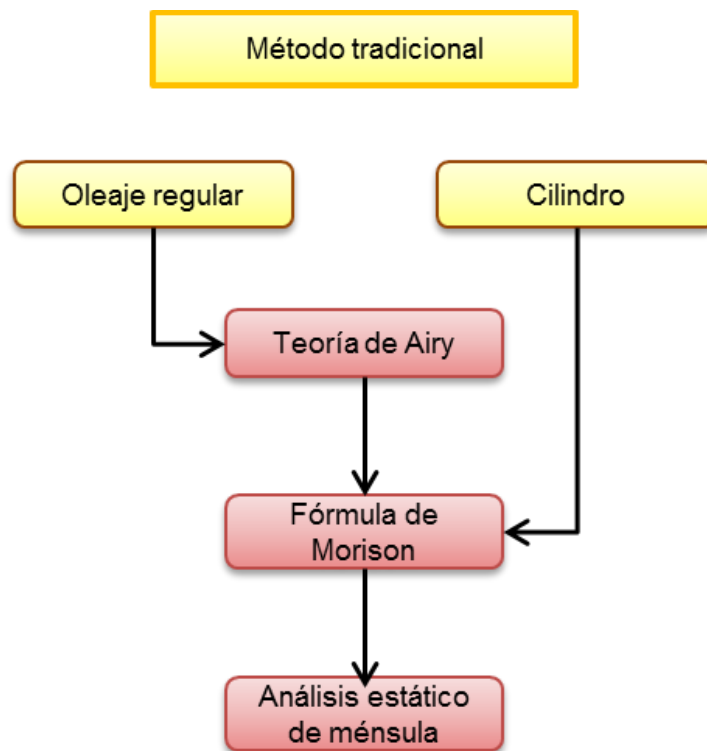 Método tradicional
Oleaje regular
Cilindro
Teoría de Airy
Fórmula de
Morison
Análisis estático
de ménsula